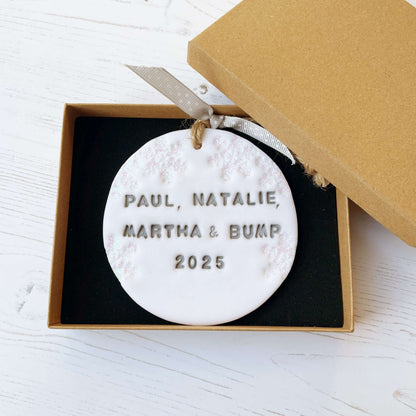 PAUL, NATALIE,
MARTHA & BUMP
2025